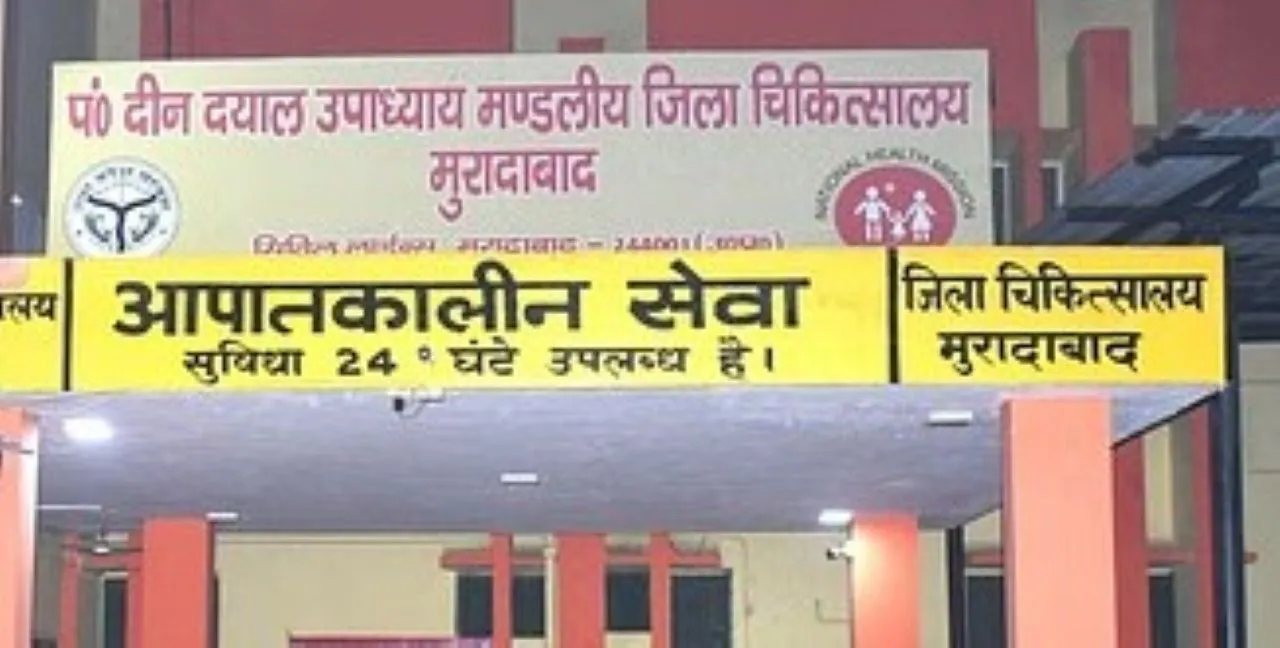 पं० दीन दयाल उपाध्याय मण्डलीय जिला चिकित्सालय
मुरादाबाद
NATIONAL HEALTH MISSION
मुरादाबाद -
आपातकालीन सेवा
सुविधा 24 घंटे उपलब्ध है।
जिला चिकित्सालय
मुरादाबाद